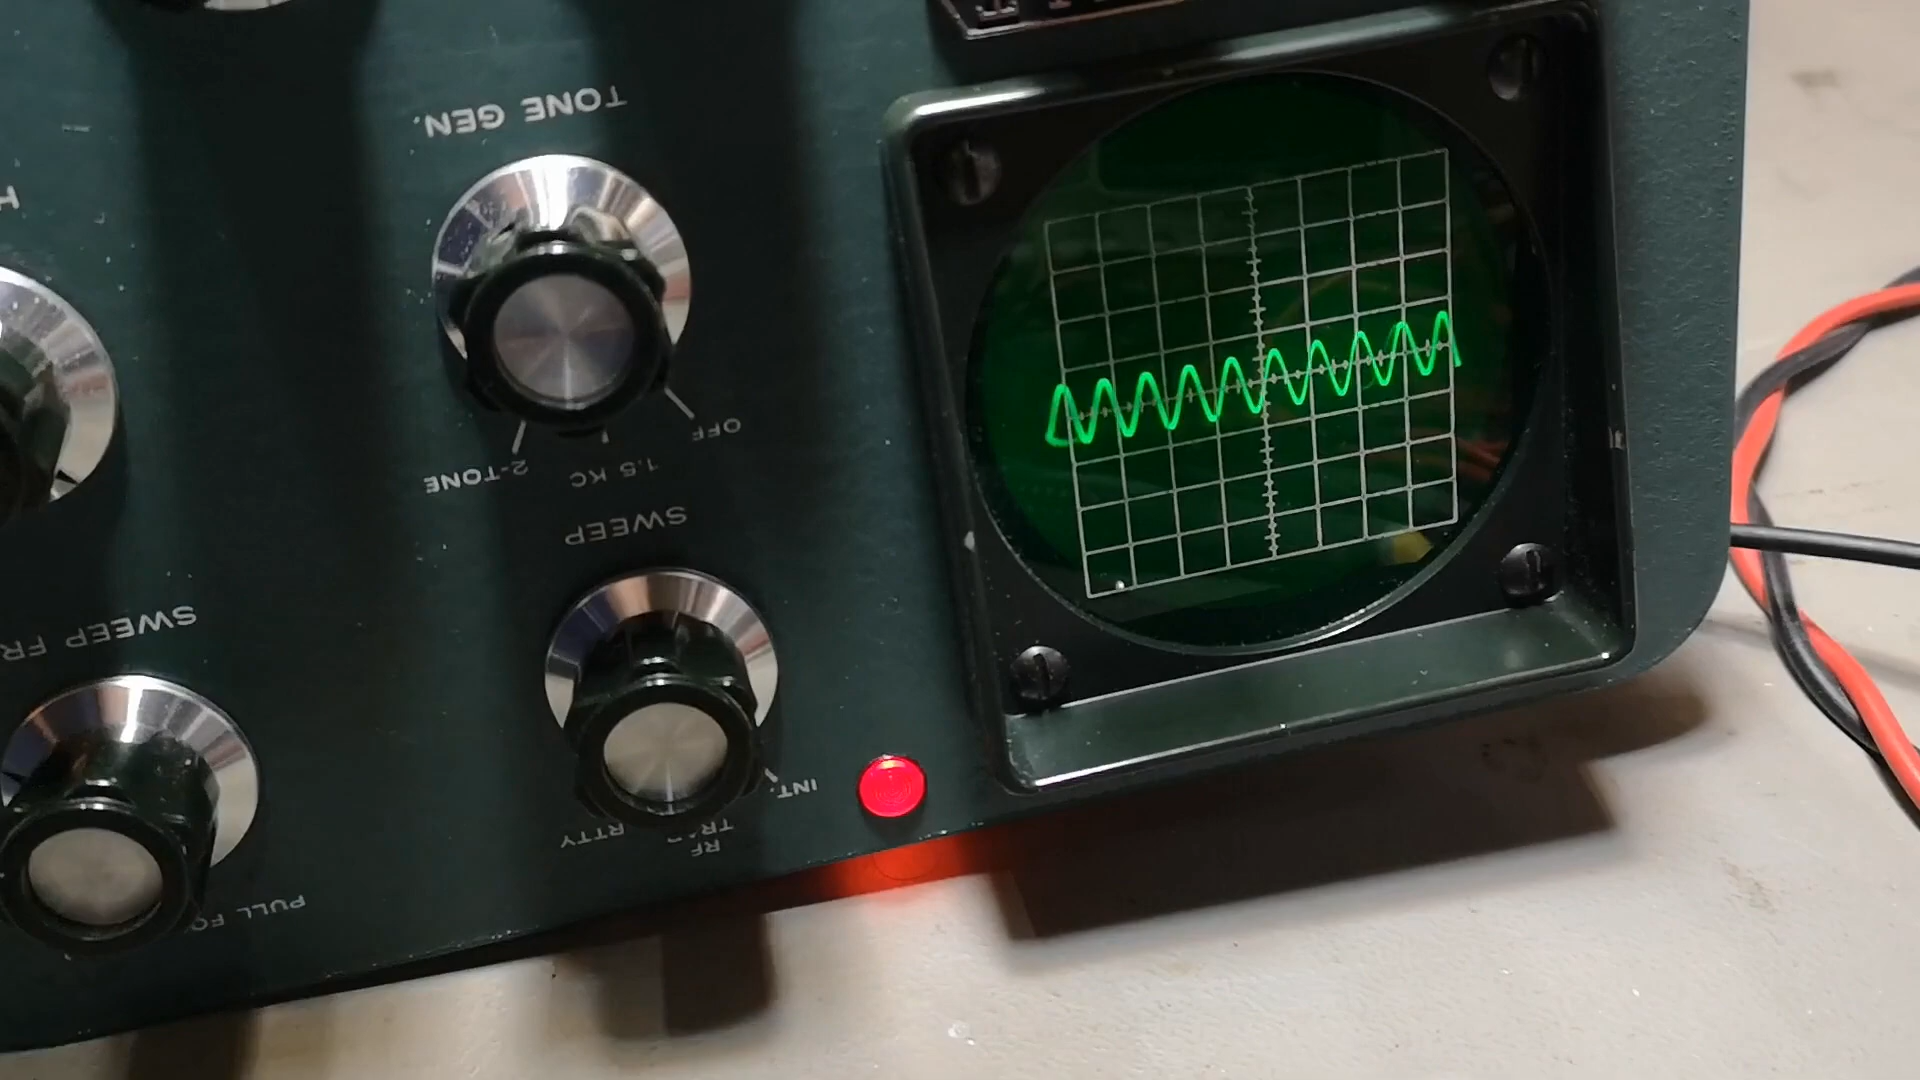 TONE GEN.
OFF
1.5 KC
2-TONE
SWEEP
INT.
RF
RTTY
SWEEP
PULL